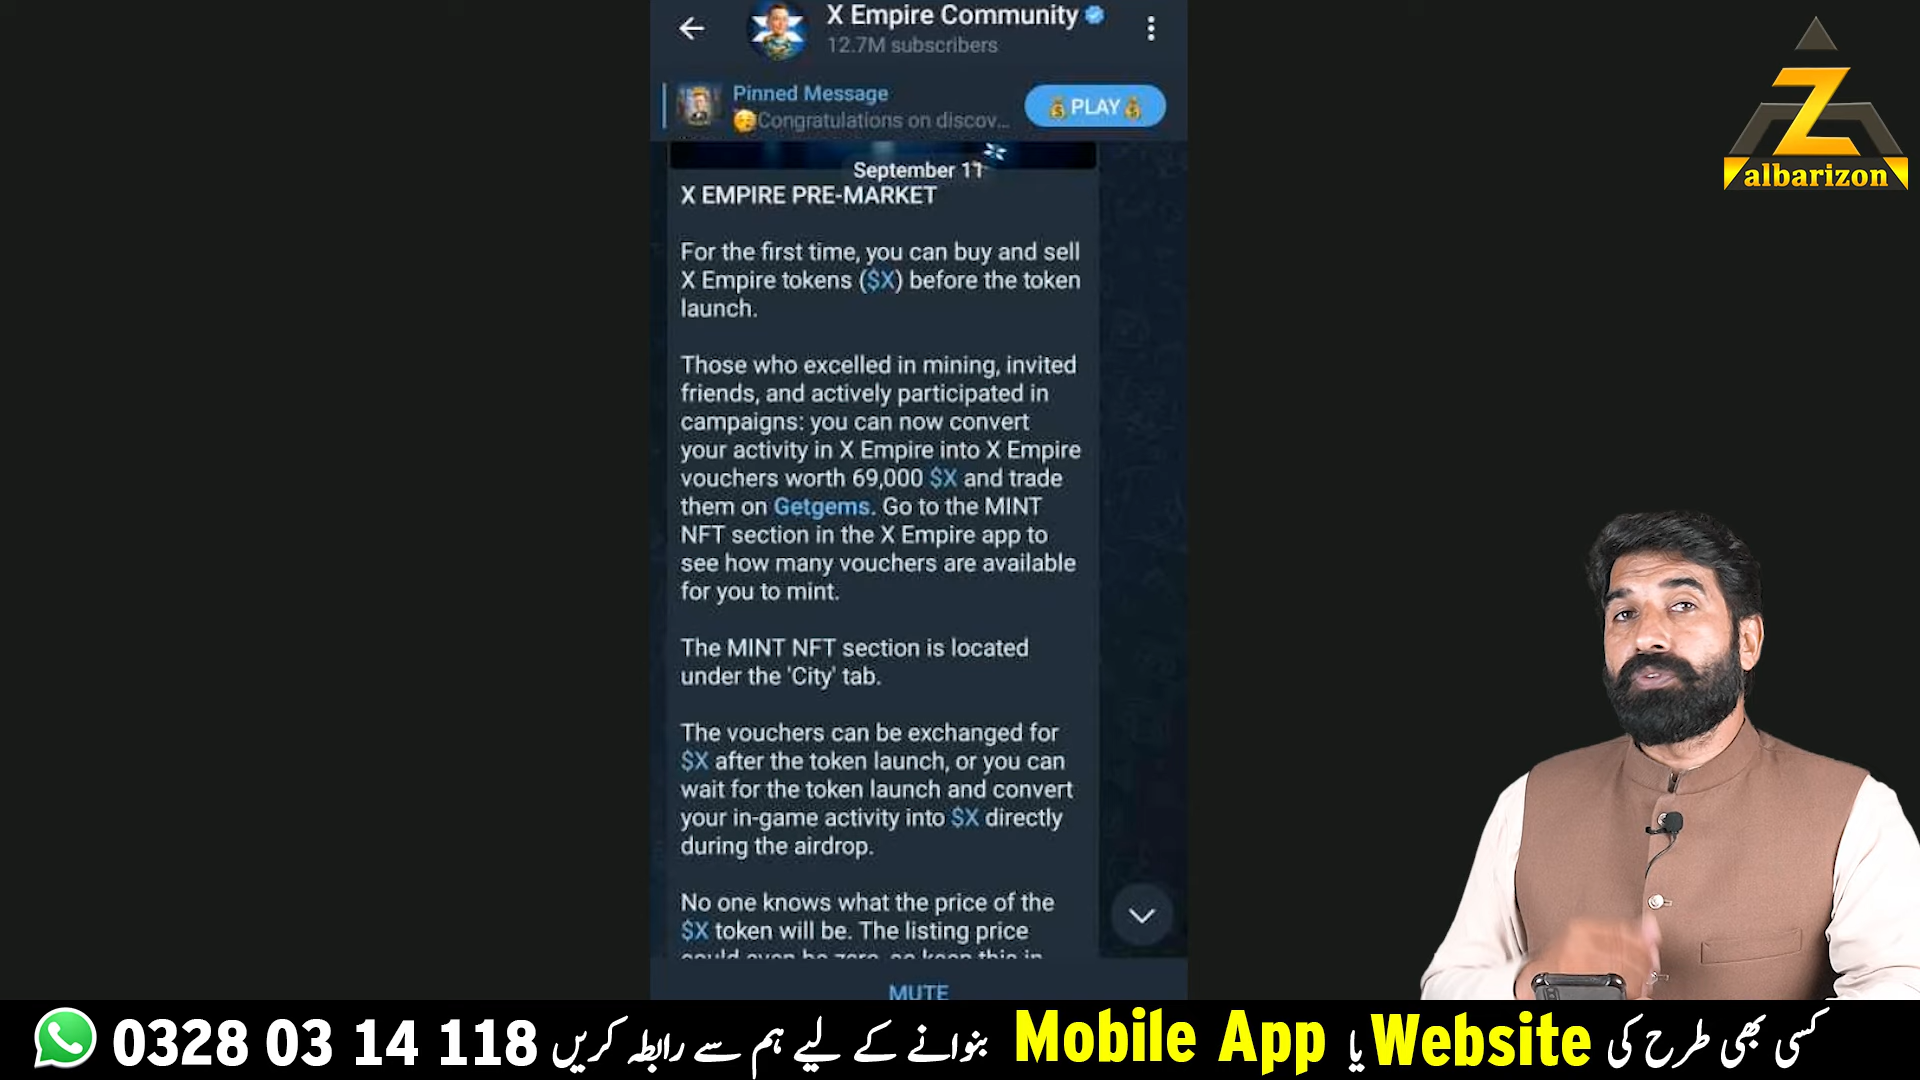 X Empire Community
12.7M subscribers
Pinned Message
🥳Congratulations on discov...
💰PLAY💰
September 11
X EMPIRE PRE-MARKET
For the first time, you can buy and sell
X Empire tokens ($X) before the token
launch.
Those who excelled in mining, invited
friends, and actively participated in
campaigns: you can now convert
your activity in X Empire into X Empire
vouchers worth 69,000 $X and trade
them on Getgems. Go to the MINT
NFT section in the X Empire app to
see how many vouchers are available
for you to mint.
The MINT NFT section is located
under the 'City' tab.
The vouchers can be exchanged for
$X after the token launch, or you can
wait for the token launch and convert
your in-game activity into $X directly
during the airdrop.
No one knows what the price of the
$X token will be. The listing price
could even be zero, so keep this in
MUTE
Z
albarizon
کسی بھی طرح کی Website یا Mobile App بنوانے کے لیے ہم سے رابطہ کریں 0328 03 14 118